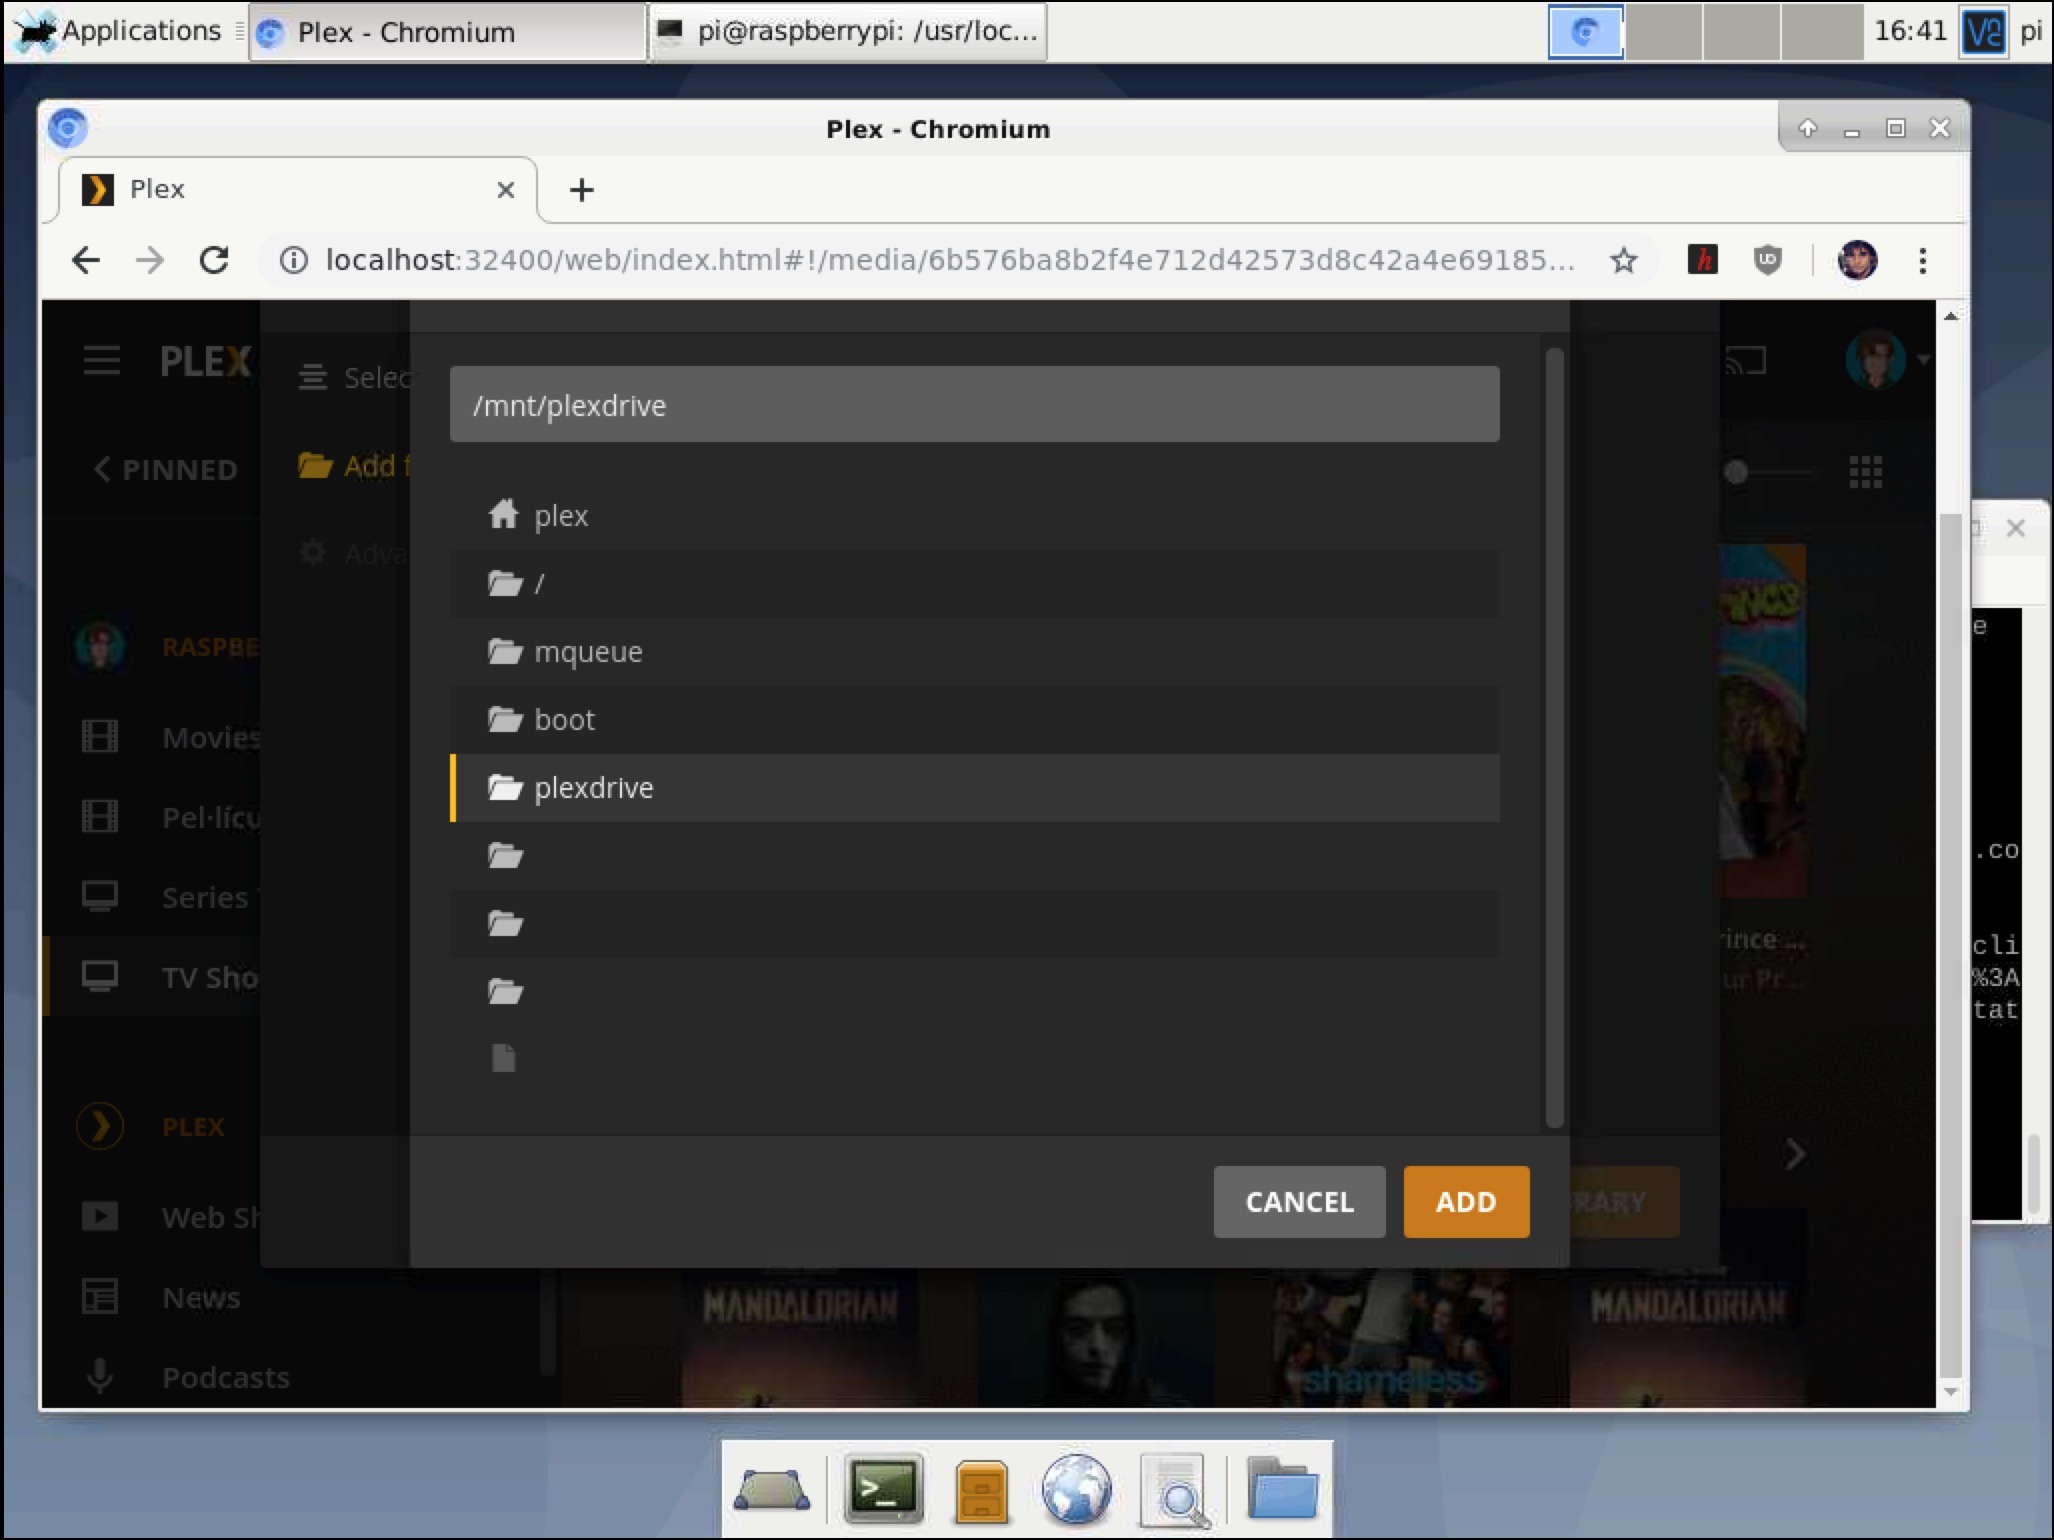 Applications
Plex - Chromium
pi@raspberrypi: /usr/loc...
16:41
pi
Plex - Chromium
Plex
localhost:32400/web/index.html#!/media/6b576ba8b2f4e712d42573d8c42a4e69185...
PLEX
Selec
/mnt/plexdrive
PINNED
Add f
plex
Adva
/
mqueue
e
RASPBE
boot
Movies
plexdrive
Pel·lícu
.co
Series T
rince ...
cli
TV Sho
ur Pr...
%3A
tat
PLEX
CANCEL
ADD
RARY
Web Sh
News
MANDALORIAN
MANDALORIAN
Podcasts
shameless